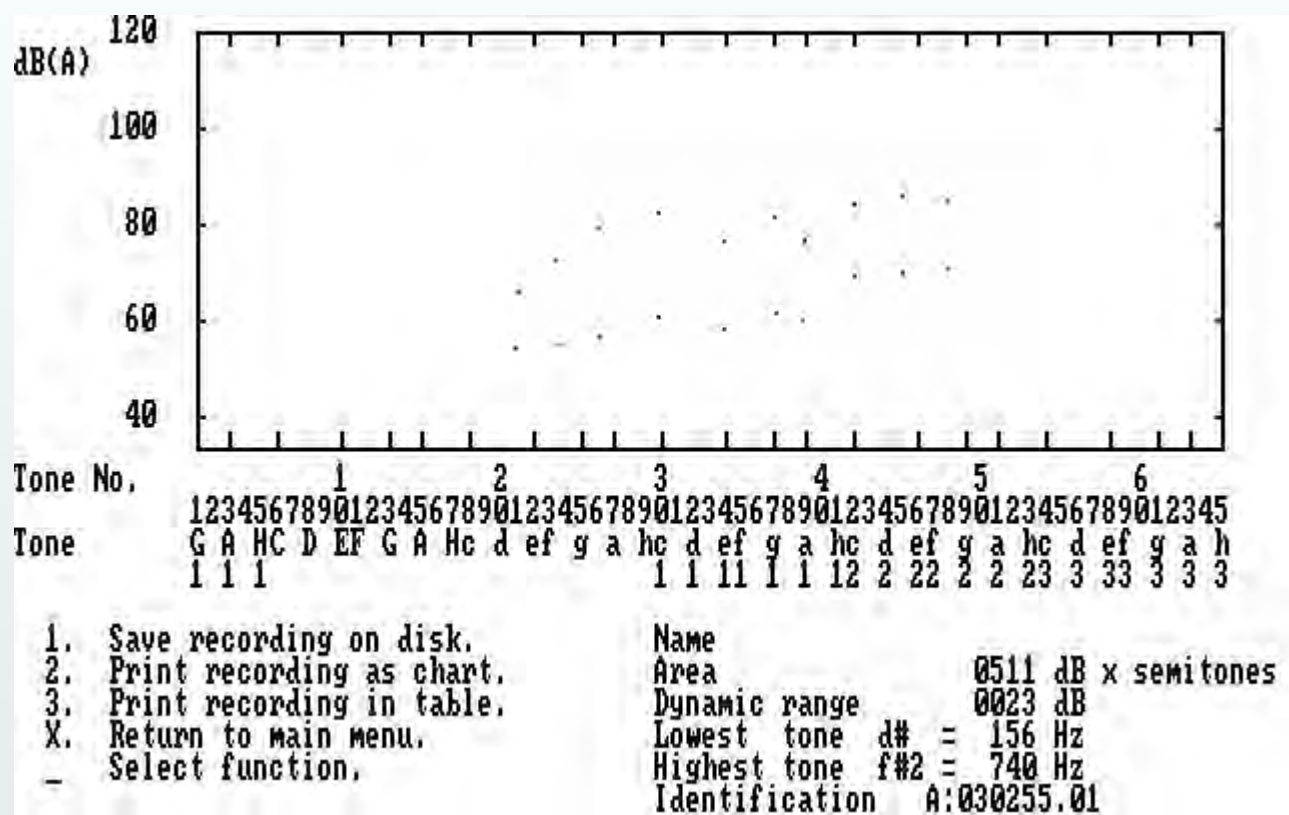 120
dB(A)
100
80
60
40
Tone No. 1 2 3 4 5 6
12345678901234567890123456789012345678901234567890123456789012345
Tone G A HC D EF G A Hc d ef g a hc d ef g a hc d ef g a hc d ef g a h
1 1 1 1 1 11 1 1 12 2 22 2 2 23 3 33 3 3 3
1. Save recording on disk.
2. Print recording as chart.
3. Print recording in table.
X. Return to main menu.
_ Select function.
Name
Area 0511 dB x semitones
Dynamic range 0023 dB
Lowest tone d# = 156 Hz
Highest tone f#2 = 740 Hz
Identification A:030255.01